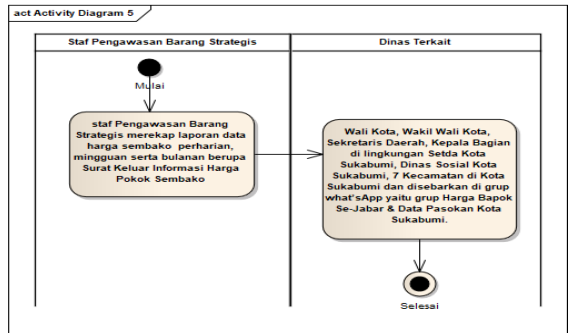 act Activity Diagram 5
Staf Pengawasan Barang Strategis
Dinas Terkait
Mulai
staf Pengawasan Barang
Strategis merekap laporan data
harga sembako perharian,
mingguan serta bulanan berupa
Surat Keluar Informasi Harga
Pokok Sembako
Wali Kota, Wakil Wali Kota,
Sekretaris Daerah, Kepala Bagian
di lingkungan Setda Kota
Sukabumi, Dinas Sosial Kota
Sukabumi, 7 Kecamatan di Kota
Sukabumi dan disebarkan di grup
what'sApp yaitu grup Harga Bapok
Se-Jabar & Data Pasokan Kota
Sukabumi.
Selesai